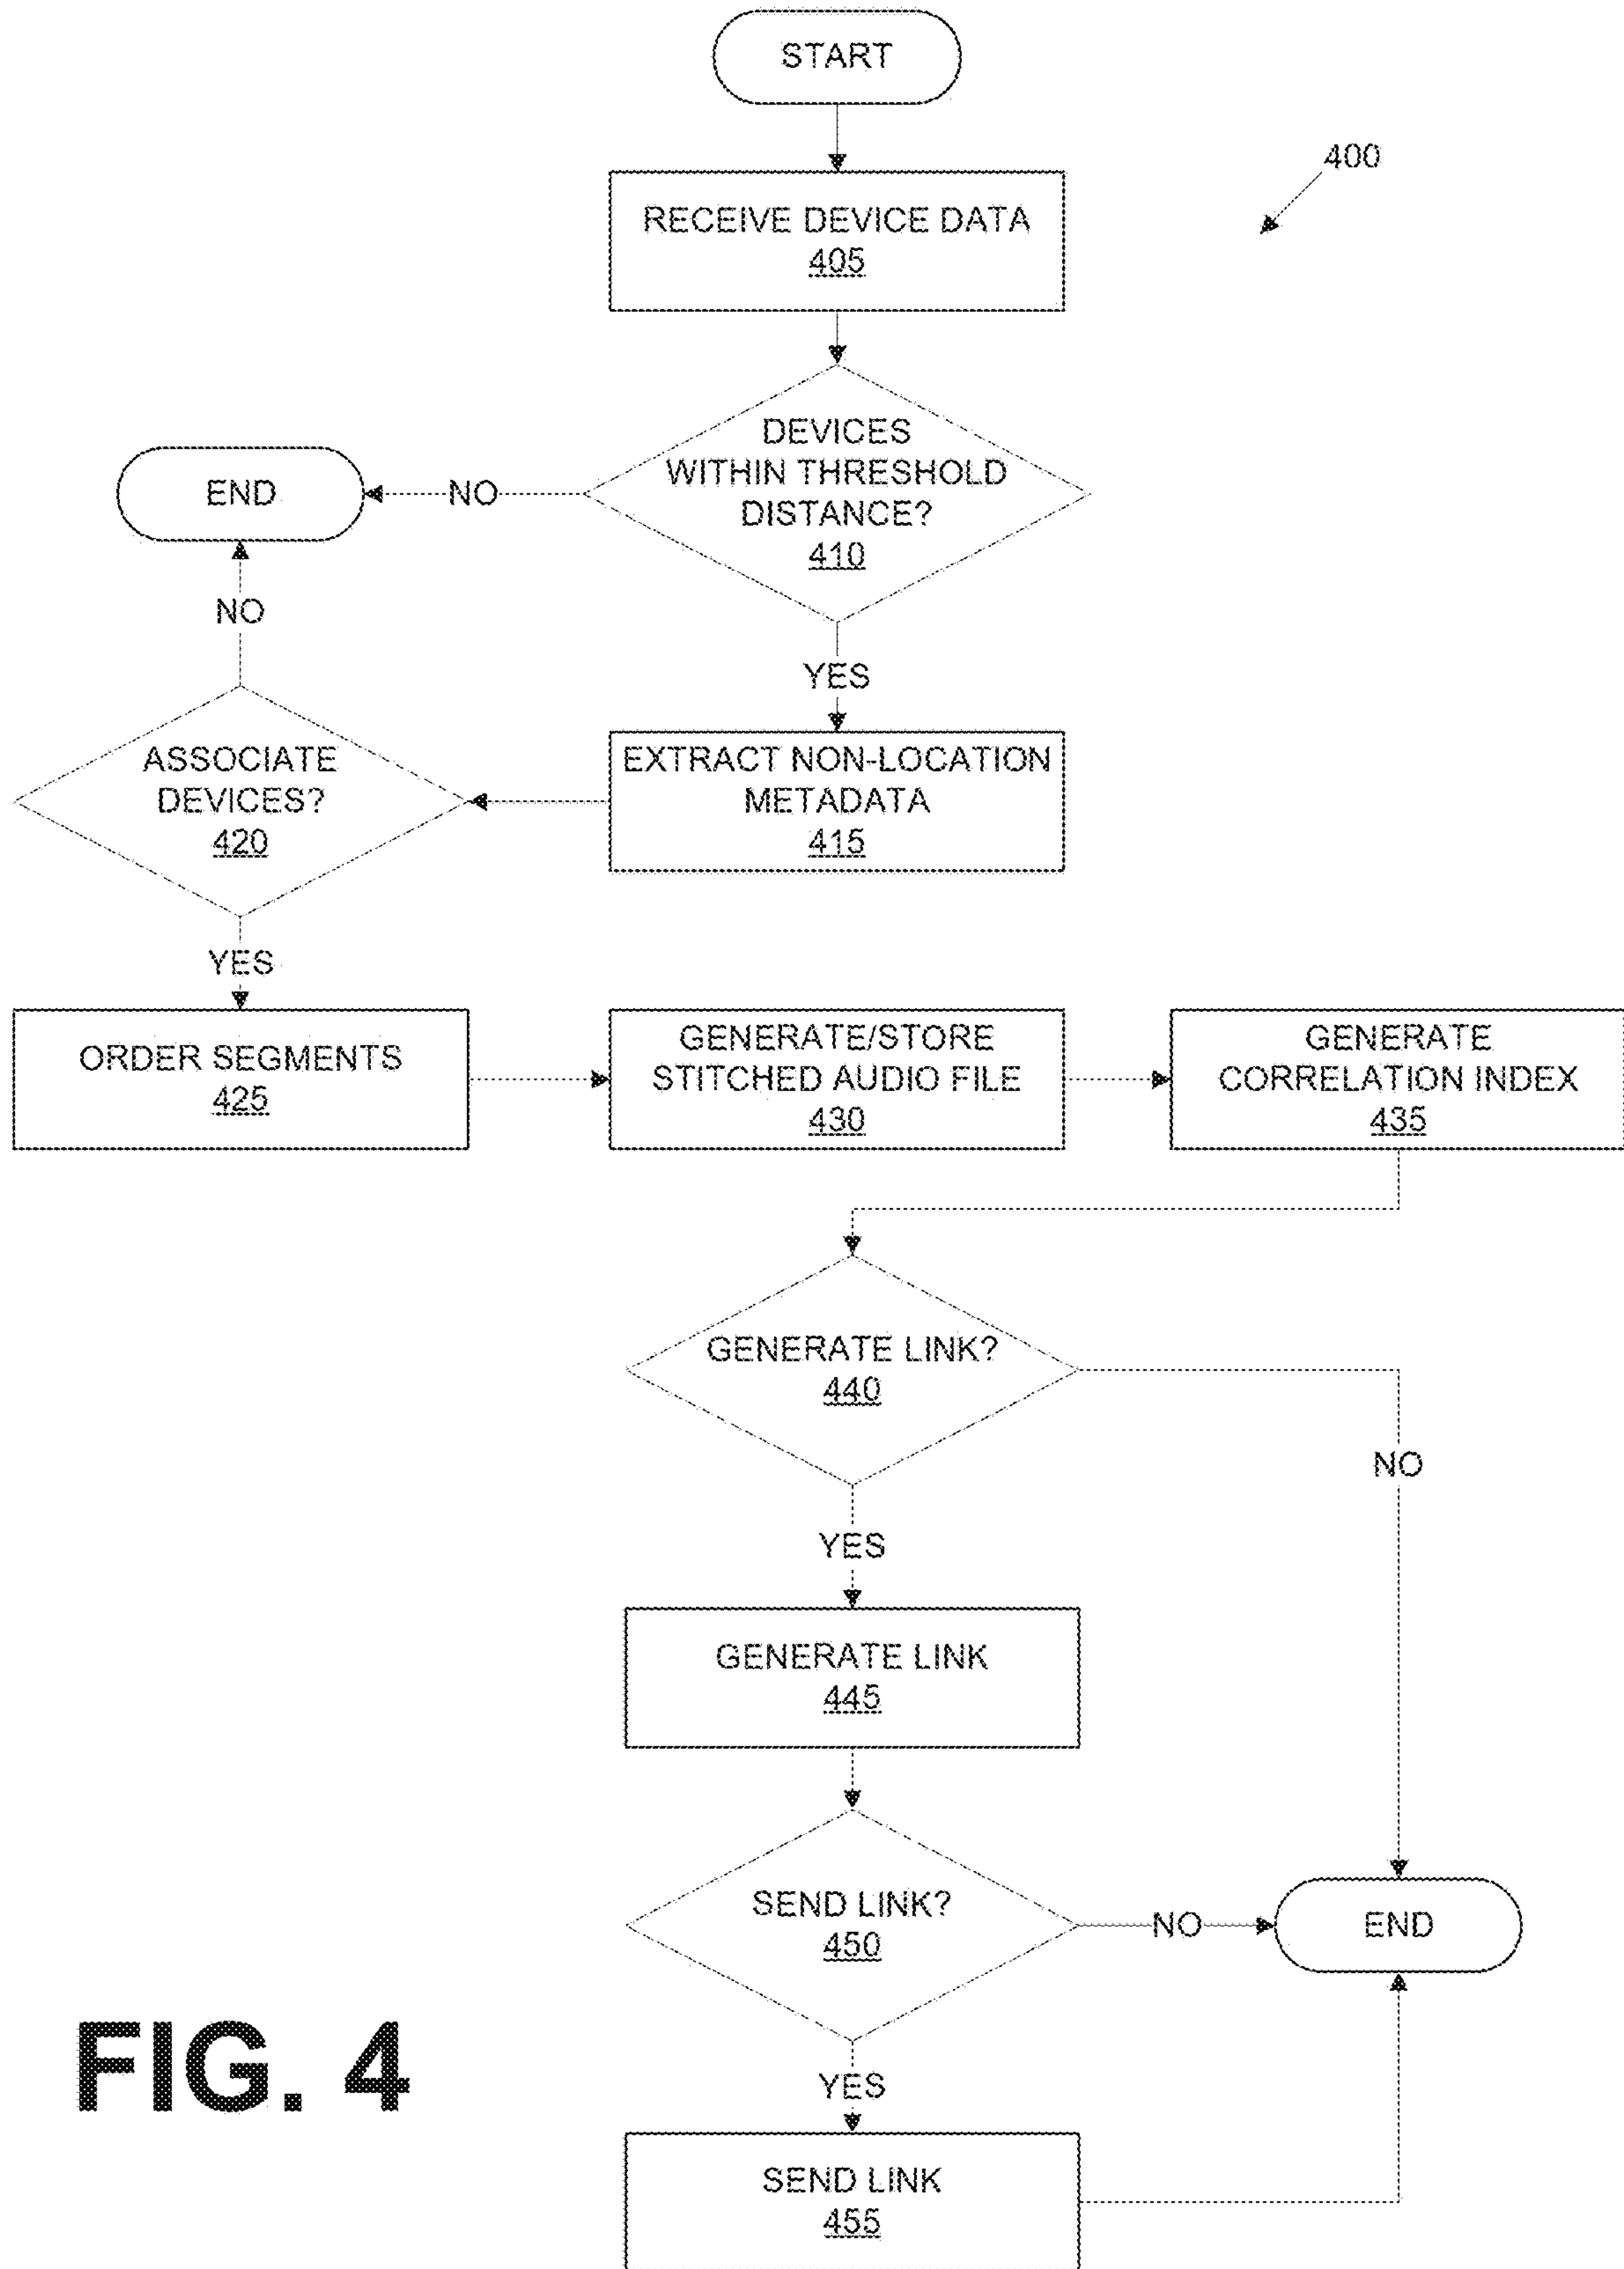 START
400
RECEIVE DEVICE DATA
405
DEVICES
WITHIN THRESHOLD
DISTANCE?
410
NO
END
NO
YES
EXTRACT NON-LOCATION
METADATA
415
ASSOCIATE
DEVICES?
420
YES
ORDER SEGMENTS
425
GENERATE/STORE
STITCHED AUDIO FILE
430
GENERATE
CORRELATION INDEX
435
GENERATE LINK?
440
NO
YES
GENERATE LINK
445
SEND LINK?
450
NO
END
YES
SEND LINK
455
FIG. 4